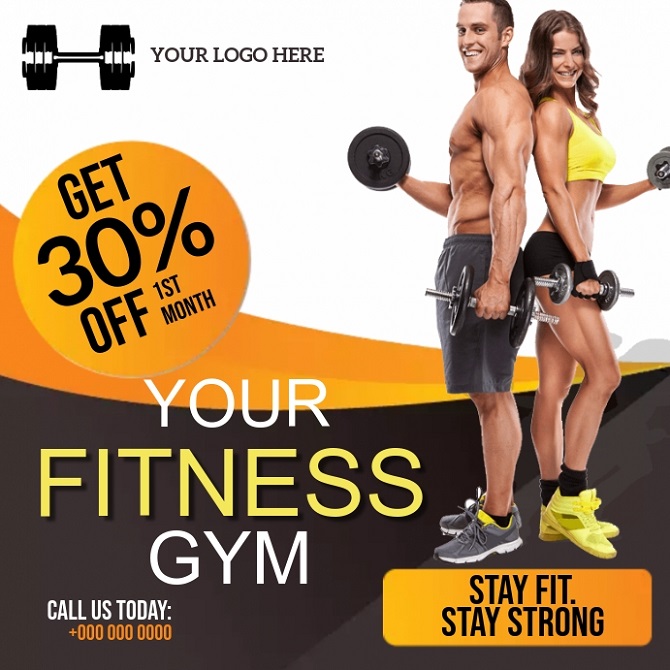 YOUR LOGO HERE
GET
30%
OFF 1ST
MONTH
YOUR
FITNESS
GYM
CALL US TODAY:
+000 000 0000
STAY FIT.
STAY STRONG